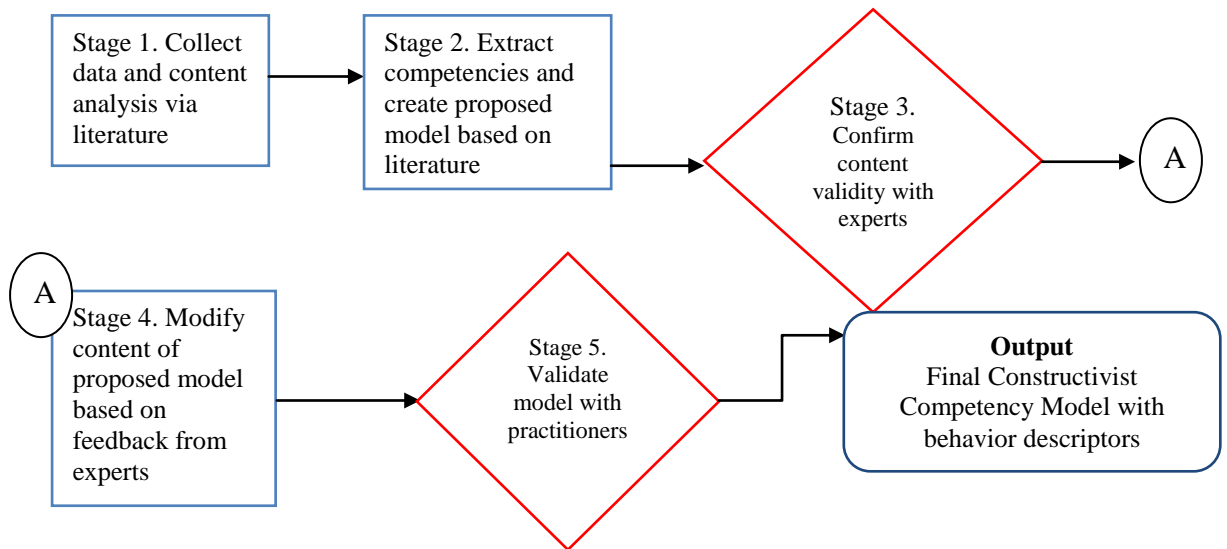 Stage 1. Collect
data and content
analysis via
literature
Stage 2. Extract
competencies and
create proposed
model based on
literature
Stage 3.
Confirm
content
validity with
experts
A
A
Stage 4. Modify
content of
proposed model
based on
feedback from
experts
Stage 5.
Validate
model with
practitioners
Output
Final Constructivist
Competency Model with
behavior descriptors